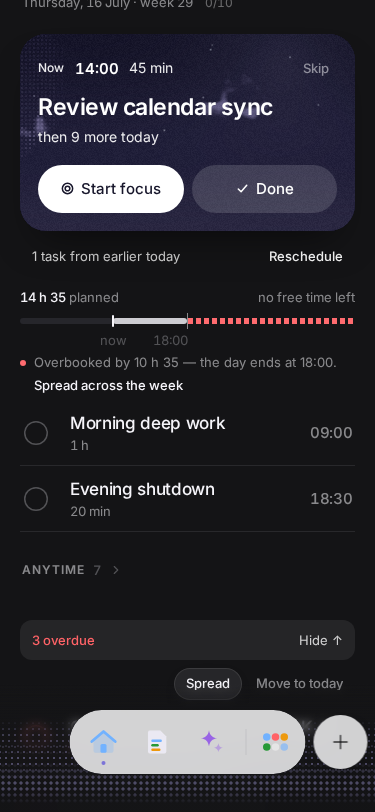 Thursday, 16 July · week 29 0/10
Now 14:00 45 min Skip
Review calendar sync
then 9 more today
Start focus Done
1 task from earlier today Reschedule
14 h 35 planned no free time left
now 18:00
Overbooked by 10 h 35 — the day ends at 18:00.
Spread across the week
Morning deep work 09:00
1 h
Evening shutdown 18:30
20 min
ANYTIME 7
3 overdue Hide ↑
Spread Move to today